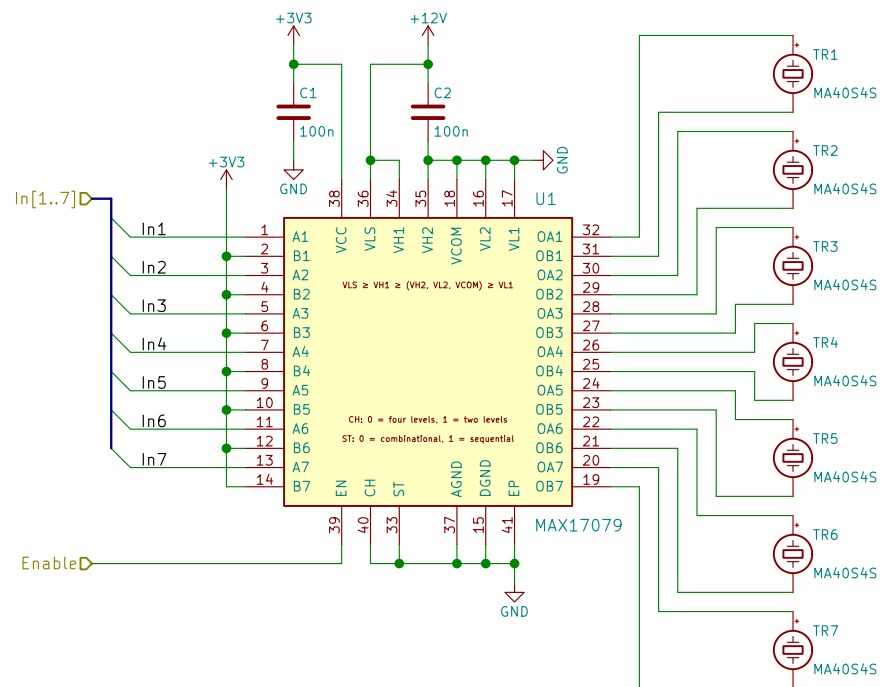 +3V3
+12V
C1
100n
C2
100n
GND
GND
+3V3
In[1..7]
In1
In2
In3
In4
In5
In6
In7
Enable
U1
38
36
34
35
18
16
17
VCC
VLS
VH1
VH2
VCOM
VL2
VL1
VLS ≥ VH1 ≥ (VH2, VL2, VCOM) ≥ VL1
1 A1
2 B1
3 A2
4 B2
5 A3
6 B3
7 A4
8 B4
9 A5
10 B5
11 A6
12 B6
13 A7
14 B7
OA1 32
OB1 31
OA2 30
OB2 29
OA3 28
OB3 27
OA4 26
OB4 25
OA5 24
OB5 23
OA6 22
OB6 21
OA7 20
OB7 19
CH: 0 = four levels, 1 = two levels
ST: 0 = combinational, 1 = sequential
EN
CH
ST
AGND
DGND
EP
39
40
33
37
15
41
MAX17079
GND
+
TR1
MA40S4S
+
TR2
MA40S4S
+
TR3
MA40S4S
+
TR4
MA40S4S
+
TR5
MA40S4S
+
TR6
MA40S4S
+
TR7
MA40S4S